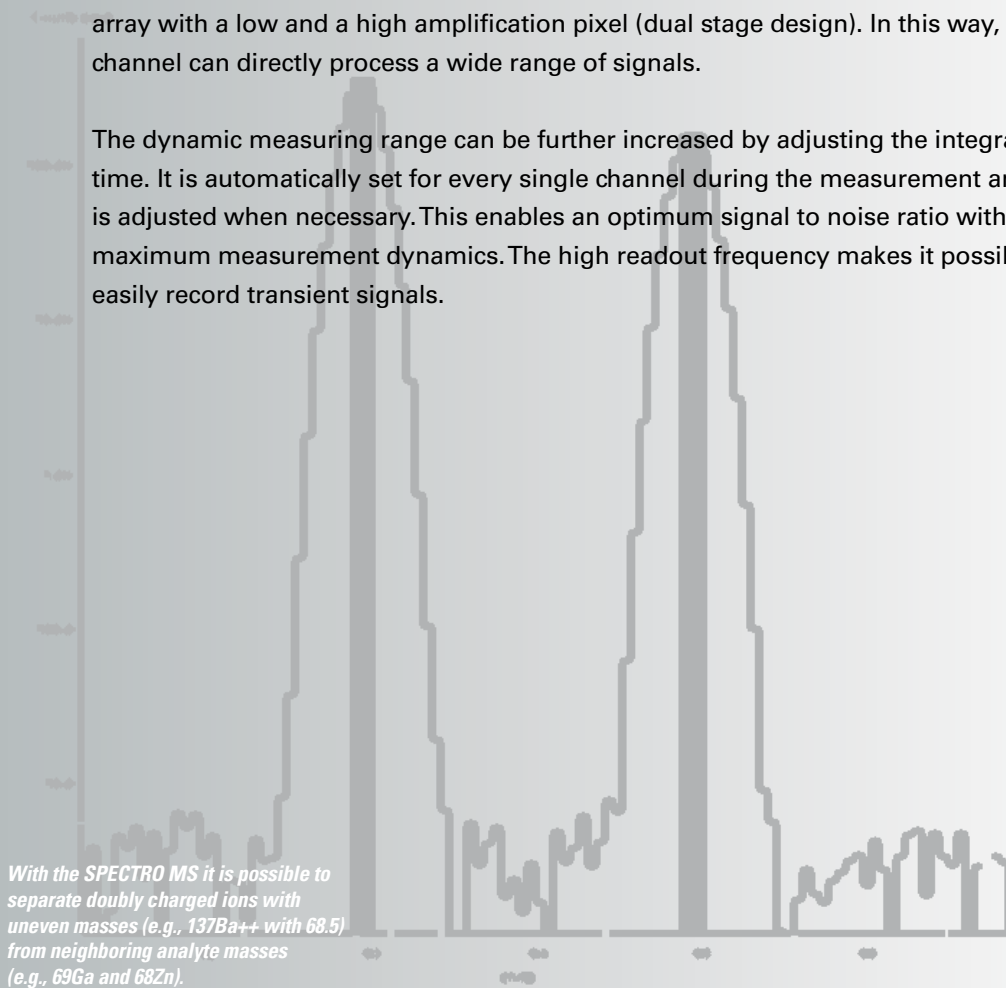 array with a low and a high amplification pixel (dual stage design). In this way,
channel can directly process a wide range of signals.
The dynamic measuring range can be further increased by adjusting the integra
time. It is automatically set for every single channel during the measurement a
is adjusted when necessary. This enables an optimum signal to noise ratio with
maximum measurement dynamics. The high readout frequency makes it possi
easily record transient signals.
With the SPECTRO MS it is possible to
separate doubly charged ions with
uneven masses (e.g., 137Ba++ with 68.5)
from neighboring analyte masses
(e.g., 69Ga and 68Zn).